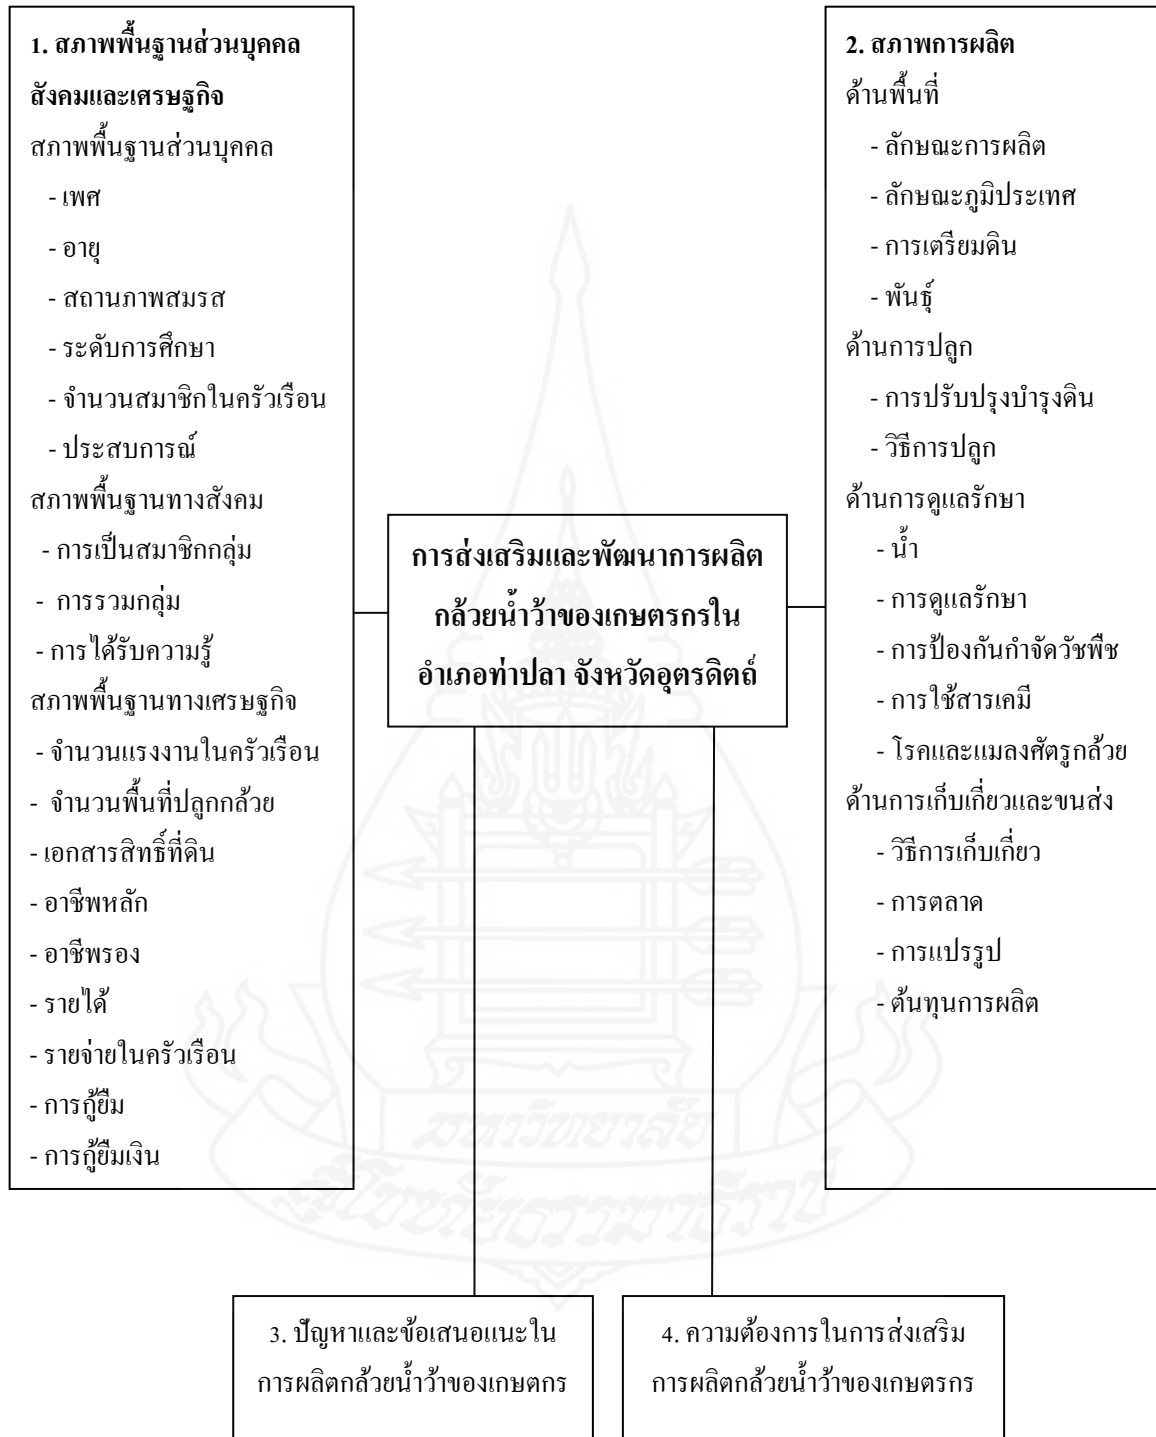 1. สภาพพื้นฐานส่วนบุคคล
สังคมและเศรษฐกิจ
สภาพพื้นฐานส่วนบุคคล
- เพศ
- อายุ
- สถานภาพสมรส
- ระดับการศึกษา
- จำนวนสมาชิกในครัวเรือน
- ประสบการณ์
สภาพพื้นฐานทางสังคม
- การเป็นสมาชิกกลุ่ม
- การรวมกลุ่ม
- การได้รับความรู้
สภาพพื้นฐานทางเศรษฐกิจ
- จำนวนแรงงานในครัวเรือน
- จำนวนพื้นที่ปลูกกล้วย
- เอกสารสิทธิ์ที่ดิน
- อาชีพหลัก
- อาชีพรอง
- รายได้
- รายจ่ายในครัวเรือน
- การกู้ยืม
- การกู้ยืมเงิน
การส่งเสริมและพัฒนาการผลิต
กล้วยน้ำว้าของเกษตรกรใน
อำเภอท่าปลา จังหวัดอุตรดิตถ์
2. สภาพการผลิต
ด้านพื้นที่
- ลักษณะการผลิต
- ลักษณะภูมิประเทศ
- การเตรียมดิน
- พันธุ์
ด้านการปลูก
- การปรับปรุงบำรุงดิน
- วิธีการปลูก
ด้านการดูแลรักษา
- น้ำ
- การดูแลรักษา
- การป้องกันกำจัดวัชพืช
- การใช้สารเคมี
- โรคและแมลงศัตรูกล้วย
ด้านการเก็บเกี่ยวและขนส่ง
- วิธีการเก็บเกี่ยว
- การตลาด
- การแปรรูป
- ต้นทุนการผลิต
มหาวิทยาลัย
สุโขทัยธรรมาธิราช
3. ปัญหาและข้อเสนอแนะใน
การผลิตกล้วยน้ำว้าของเกษตกร
4. ความต้องการในการส่งเสริม
การผลิตกล้วยน้ำว้าของเกษตรกร